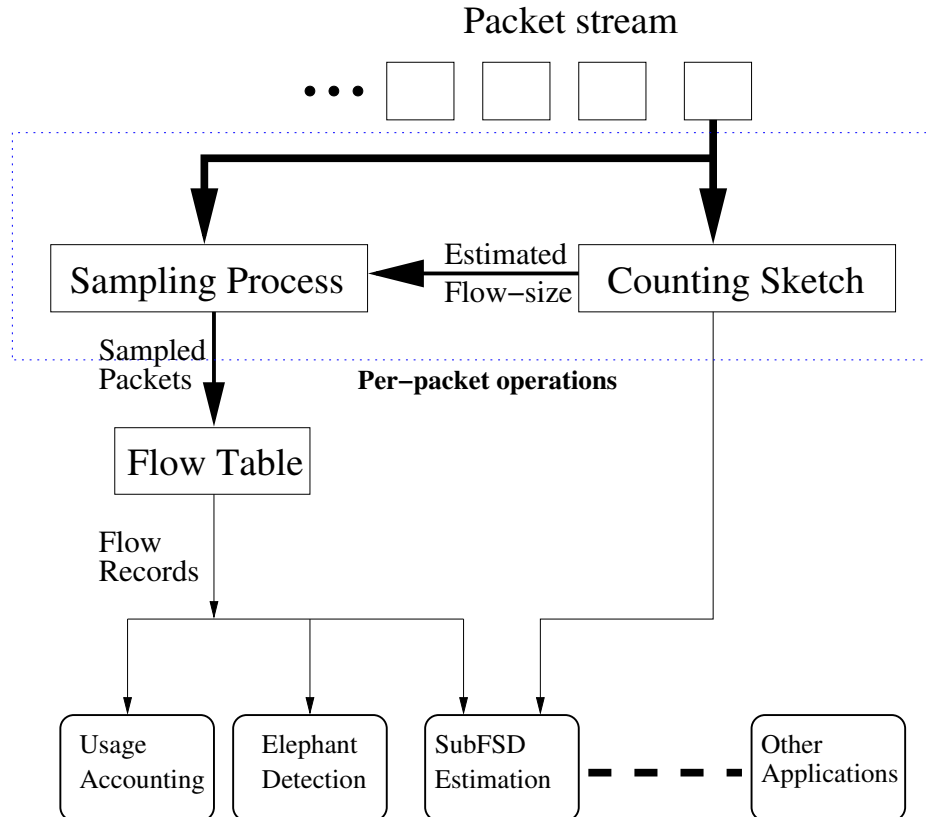 Packet stream
Sampling Process
Estimated
Flow−size
Counting Sketch
Sampled
Packets
Per−packet operations
Flow Table
Flow
Records
Usage
Accounting
Elephant
Detection
SubFSD
Estimation
Other
Applications